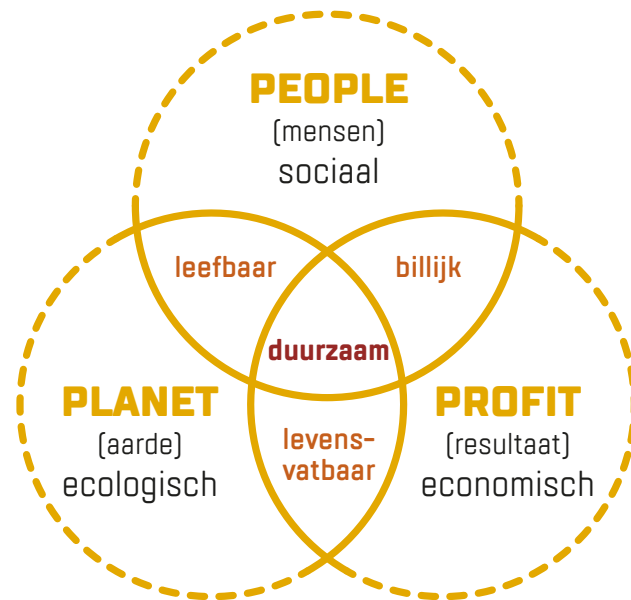 PEOPLE
(mensen)
sociaal
leefbaar
billijk
duurzaam
PLANET
(aarde)
ecologisch
levens-
vatbaar
PROFIT
(resultaat)
economisch